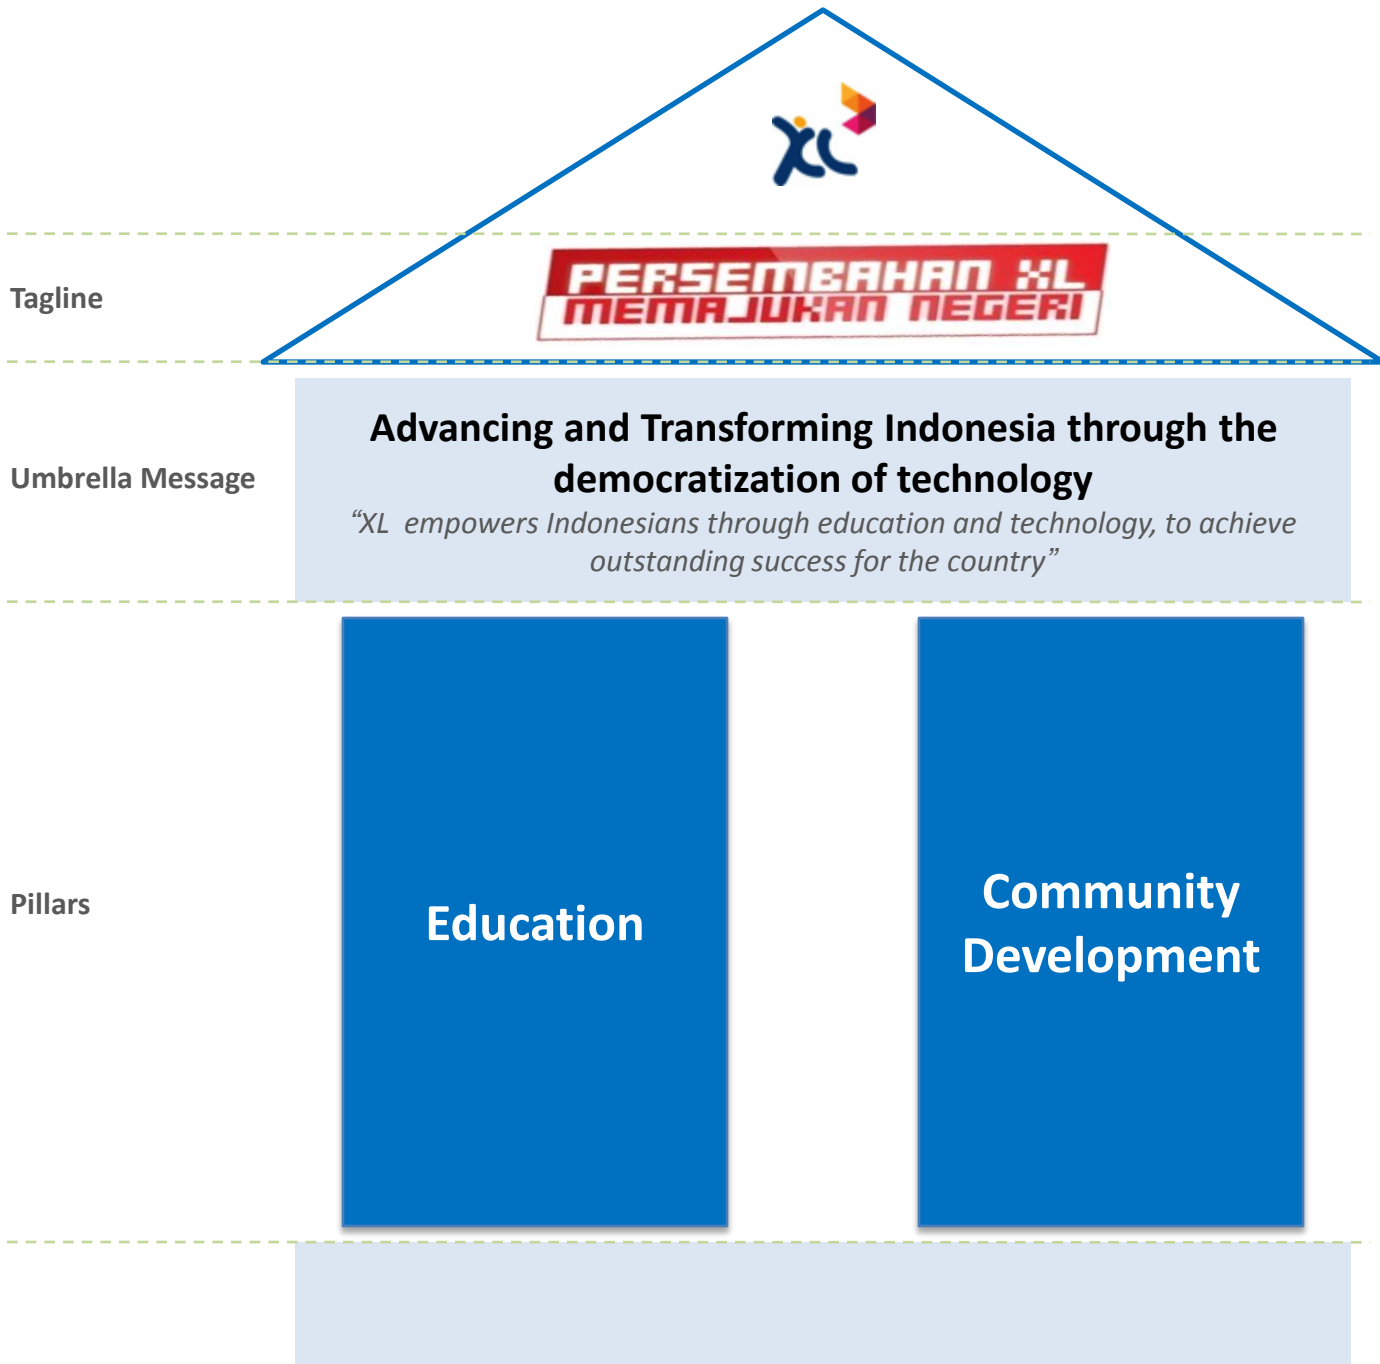 XL
Tagline
PERSEMBAHAN XL
MEMAJUKAN NEGERI
Umbrella Message
Advancing and Transforming Indonesia through the
democratization of technology
“XL empowers Indonesians through education and technology, to achieve
outstanding success for the country”
Pillars
Education
Community
Development